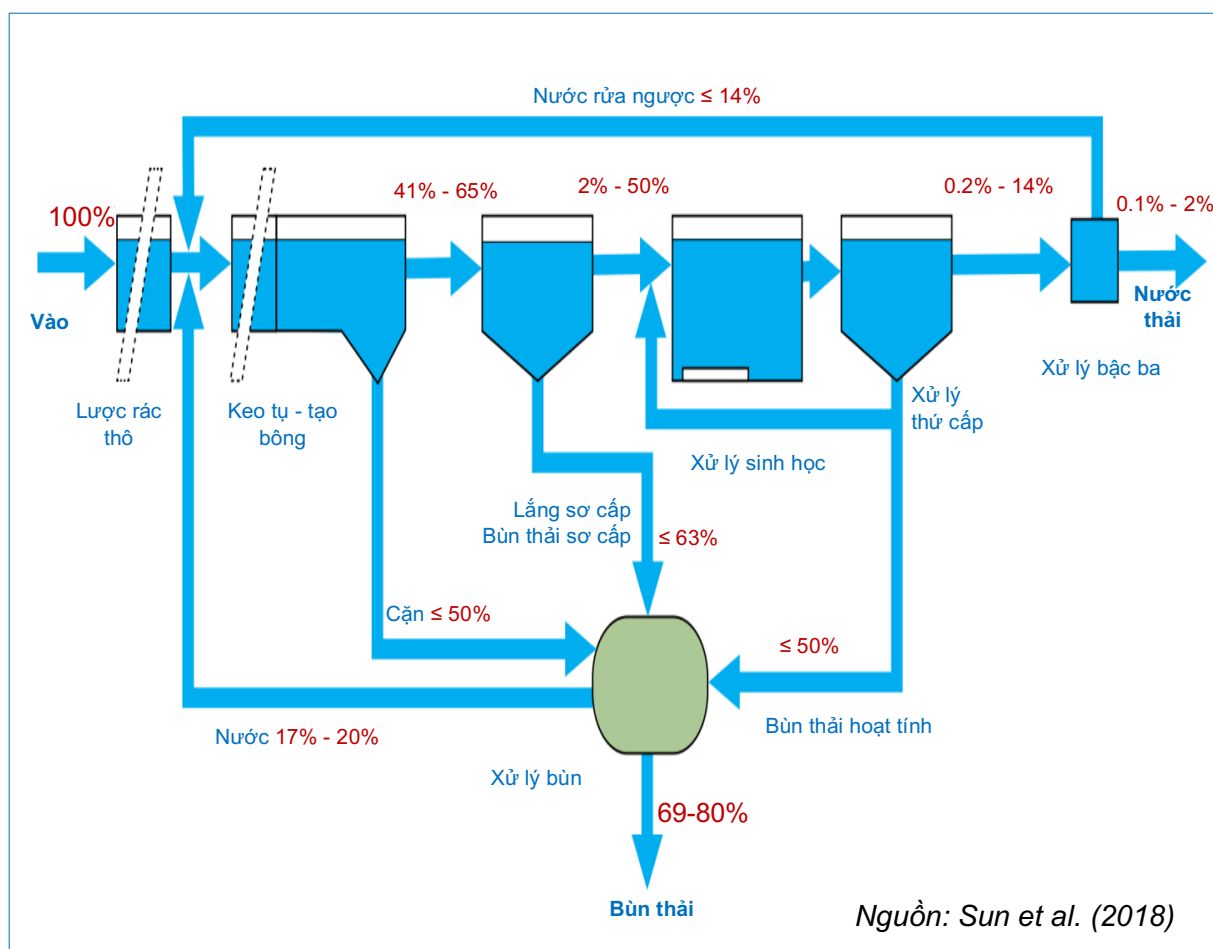 Nước rửa ngược ≤ 14%
41% - 65%
2% - 50%
0.2% - 14%
0.1% - 2%
100%
Vào
Nước
thải
Xử lý bậc ba
Lược rác
thô
Keo tụ - tạo
bông
Xử lý
thứ cấp
Xử lý sinh học
Lắng sơ cấp
Bùn thải sơ cấp
≤ 63%
Cặn ≤ 50%
≤ 50%
Nước 17% - 20%
Bùn thải hoạt tính
Xử lý bùn
69-80%
Bùn thải
Nguồn: Sun et al. (2018)